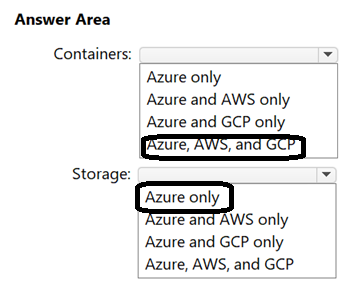 Answer Area
Containers:
Azure only
Azure and AWS only
Azure and GCP only
Azure, AWS, and GCP
Storage:
Azure only
Azure and AWS only
Azure and GCP only
Azure, AWS, and GCP